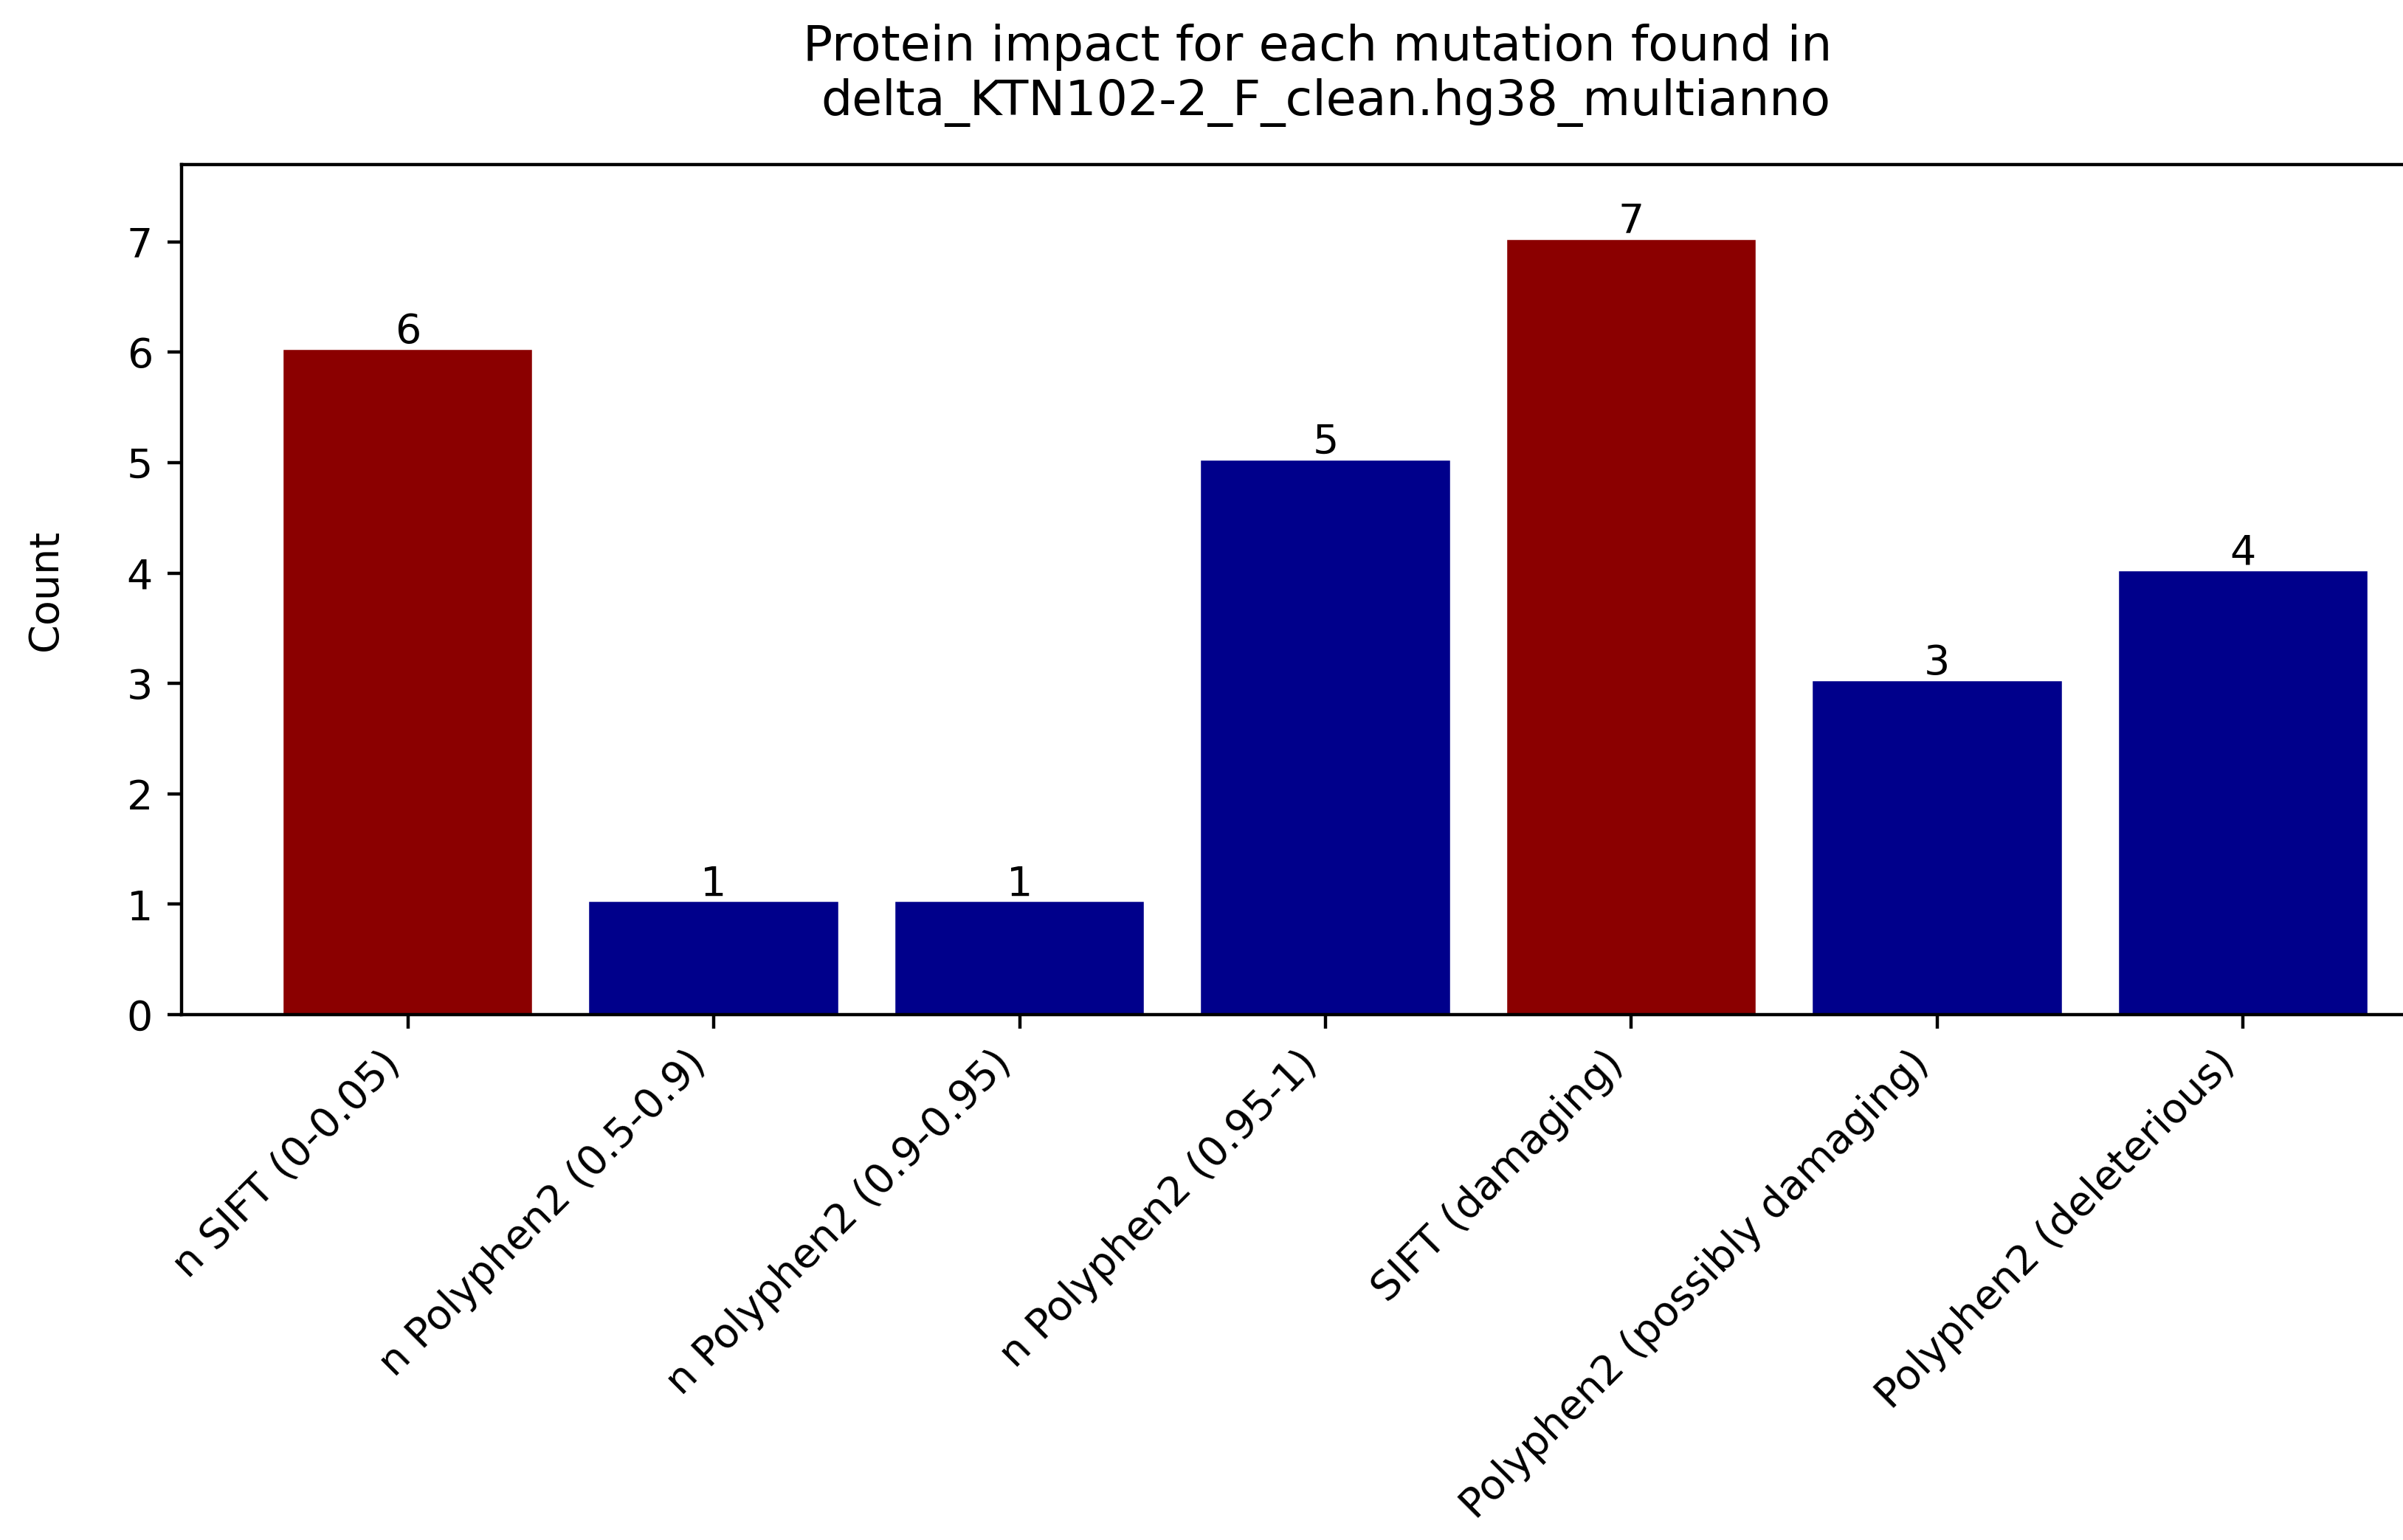 Protein impact for each mutation found in
delta_KTN102-2_F_clean.hg38_multianno
Count
7
6
5
4
3
2
1
0
6
1
1
5
7
3
4
n SIFT (0-0.05)
n Polyphen2 (0.5-0.9)
n Polyphen2 (0.9-0.95)
n Polyphen2 (0.95-1)
SIFT (damaging)
Polyphen2 (possibly damaging)
Polyphen2 (deleterious)